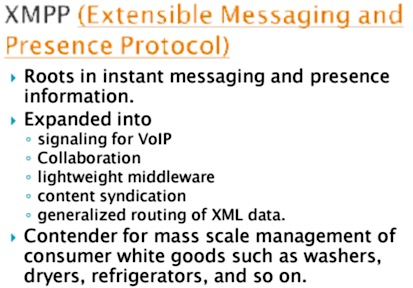 XMPP (Extensible Messaging and
Presence Protocol)
Roots in instant messaging and presence
information.
Expanded into
signaling for VoIP
Collaboration
lightweight middleware
content syndication
generalized routing of XML data.
Contender for mass scale management of
consumer white goods such as washers,
dryers, refrigerators, and so on.